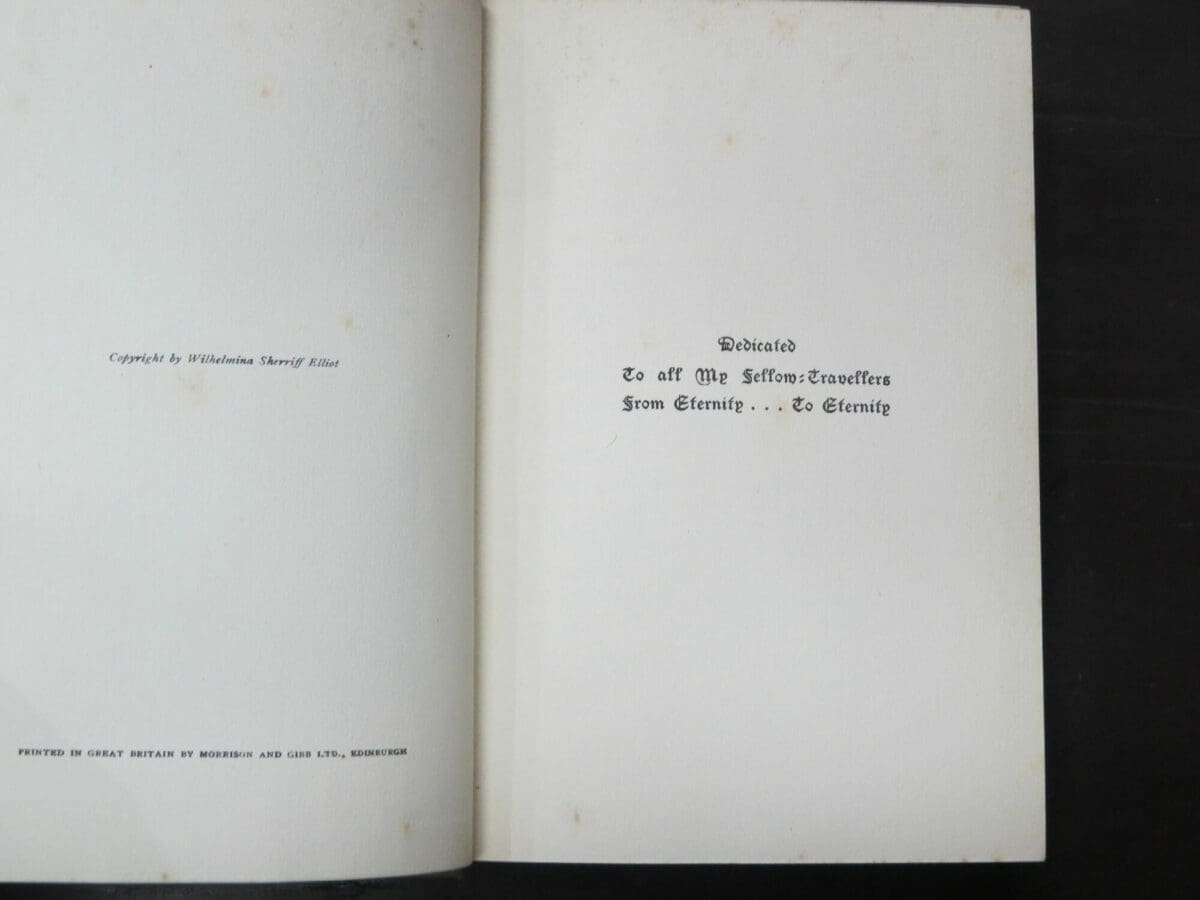 Copyright by Wilhelmina Sherriff Elliot
PRINTED IN GREAT BRITAIN BY MORRISON AND GIBB LTD., EDINBURGH
Dedicated
To all My Fellow-Travellers
From Eternity . . . To Eternity